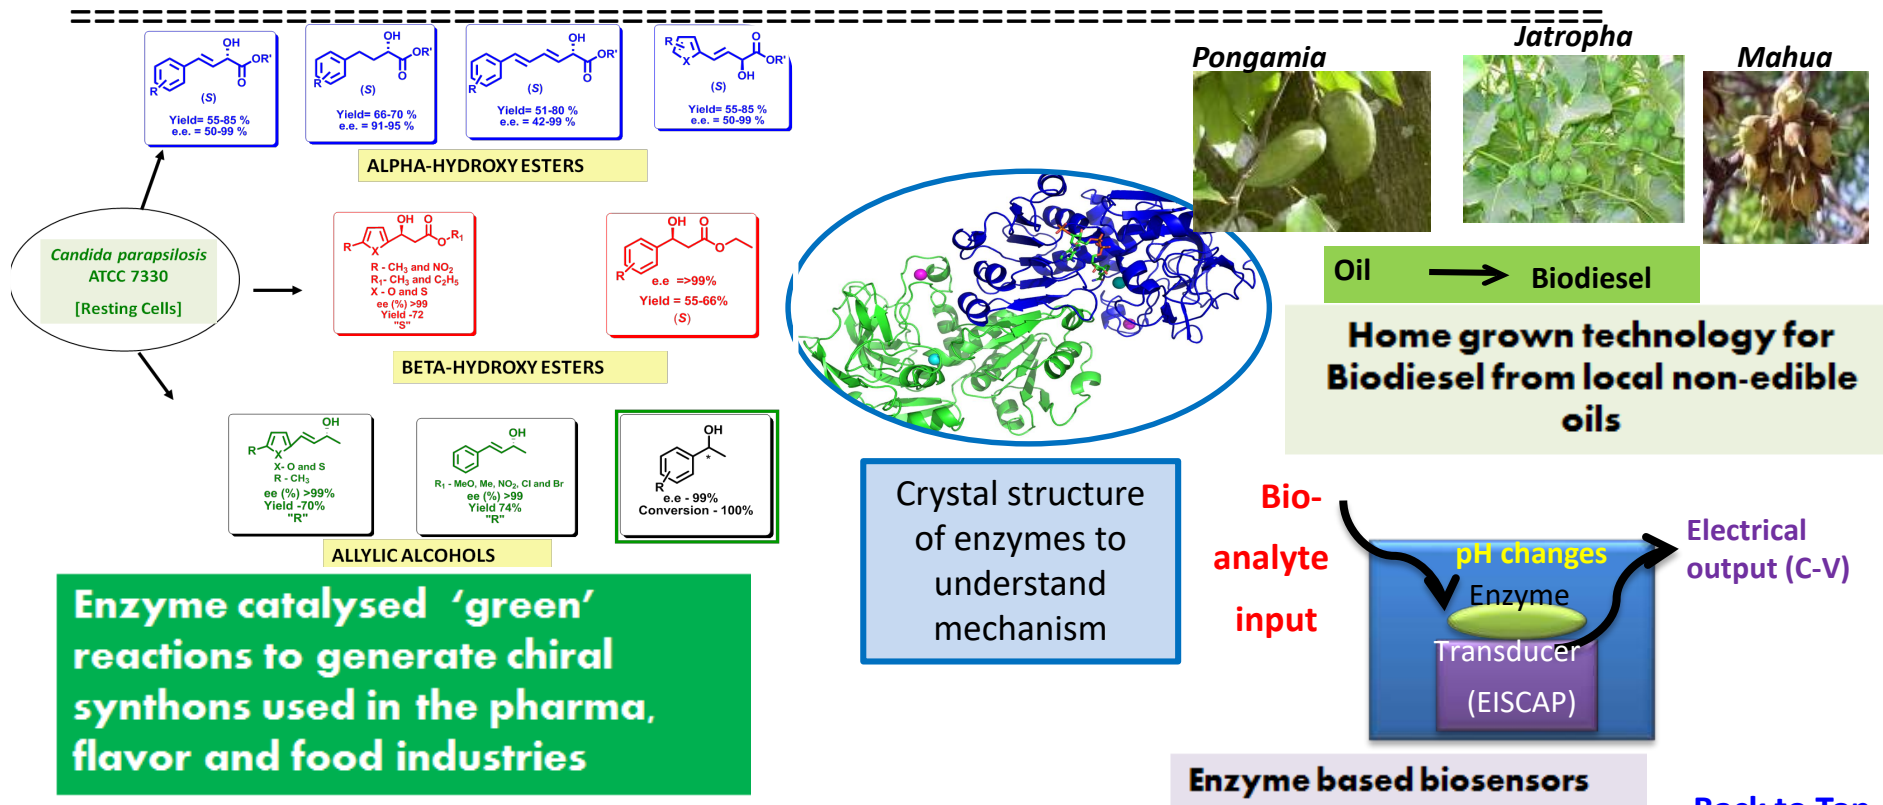 OH
OR'
O
R
(S)
Yield= 55-85 %
e.e. = 50-99 %
OH
OR'
O
R
(S)
Yield= 66-70 %
e.e. = 91-95 %
OH
OR'
O
R
(S)
Yield= 51-80 %
e.e. = 42-99 %
R
X
O
OR'
OH
(S)
Yield= 55-85 %
e.e. = 50-99 %
ALPHA-HYDROXY ESTERS
Candida parapsilosis
ATCC 7330
[Resting Cells]
OH
O
OR₁
R
X
R - CH₃ and NO₂
R₁- CH₃ and C₂H₅
X - O and S
ee (%) >99
Yield -72
"S"
OH
O
O
R
e.e =>99%
Yield = 55-66%
(S)
BETA-HYDROXY ESTERS
OH
R
X
X- O and S
R - CH₃
ee (%) >99%
Yield -70%
"R"
OH
R₁ - MeO, Me, NO₂, Cl and Br
ee (%) >99
Yield 74%
"R"
OH
*
R
e.e - 99%
Conversion - 100%
ALLYLIC ALCOHOLS
Enzyme catalysed ‘green’
reactions to generate chiral
synthons used in the pharma,
flavor and food industries
Crystal structure
of enzymes to
understand
mechanism
Pongamia
Jatropha
Mahua
Oil
Biodiesel
Home grown technology for
Biodiesel from local non-edible
oils
Bio-
analyte
input
pH changes
Enzyme
Transducer
(EISCAP)
Electrical
output (C-V)
Enzyme based biosensors
Back to Top